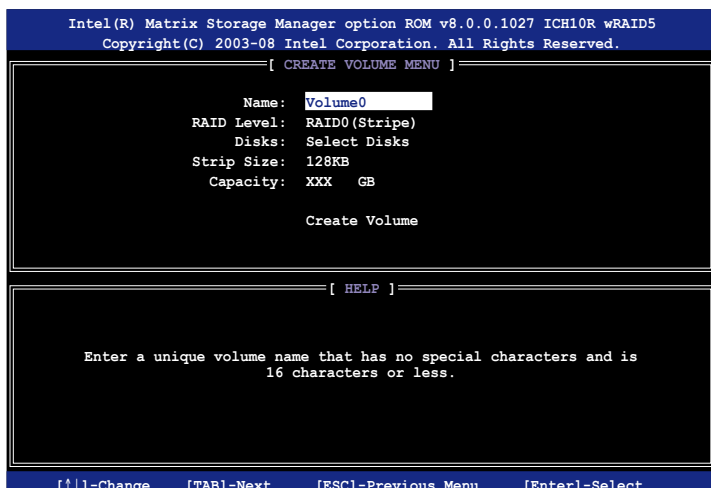 Intel(R) Matrix Storage Manager option ROM v8.0.0.1027 ICH10R wRAID5
Copyright(C) 2003-08 Intel Corporation. All Rights Reserved.
[ CREATE VOLUME MENU ]
Name: Volume0
RAID Level: RAID0(Stripe)
Disks: Select Disks
Strip Size: 128KB
Capacity: XXX GB
Create Volume
[ HELP ]
Enter a unique volume name that has no special characters and is
16 characters or less.
[↑↓]-Change [TAB]-Next [ESC]-Previous Menu [Enter]-Select